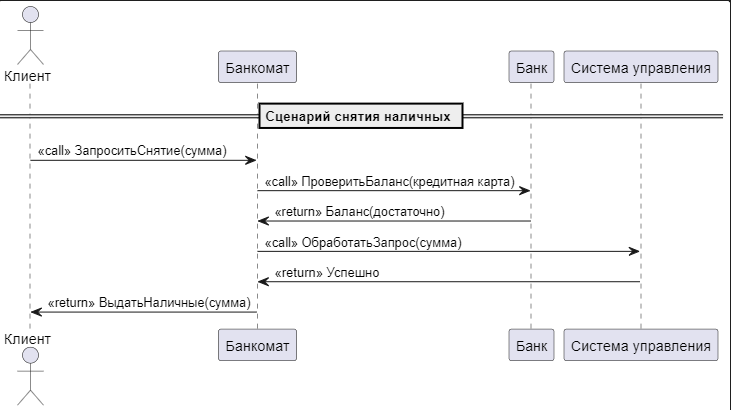 Клиент
Банкомат
Банк
Система управления
Сценарий снятия наличных
«call» ЗапроситьСнятие(сумма)
«call» ПроверитьБаланс(кредитная карта)
«return» Баланс(достаточно)
«call» ОбработатьЗапрос(сумма)
«return» Успешно
«return» ВыдатьНаличные(сумма)
Клиент
Банкомат
Банк
Система управления